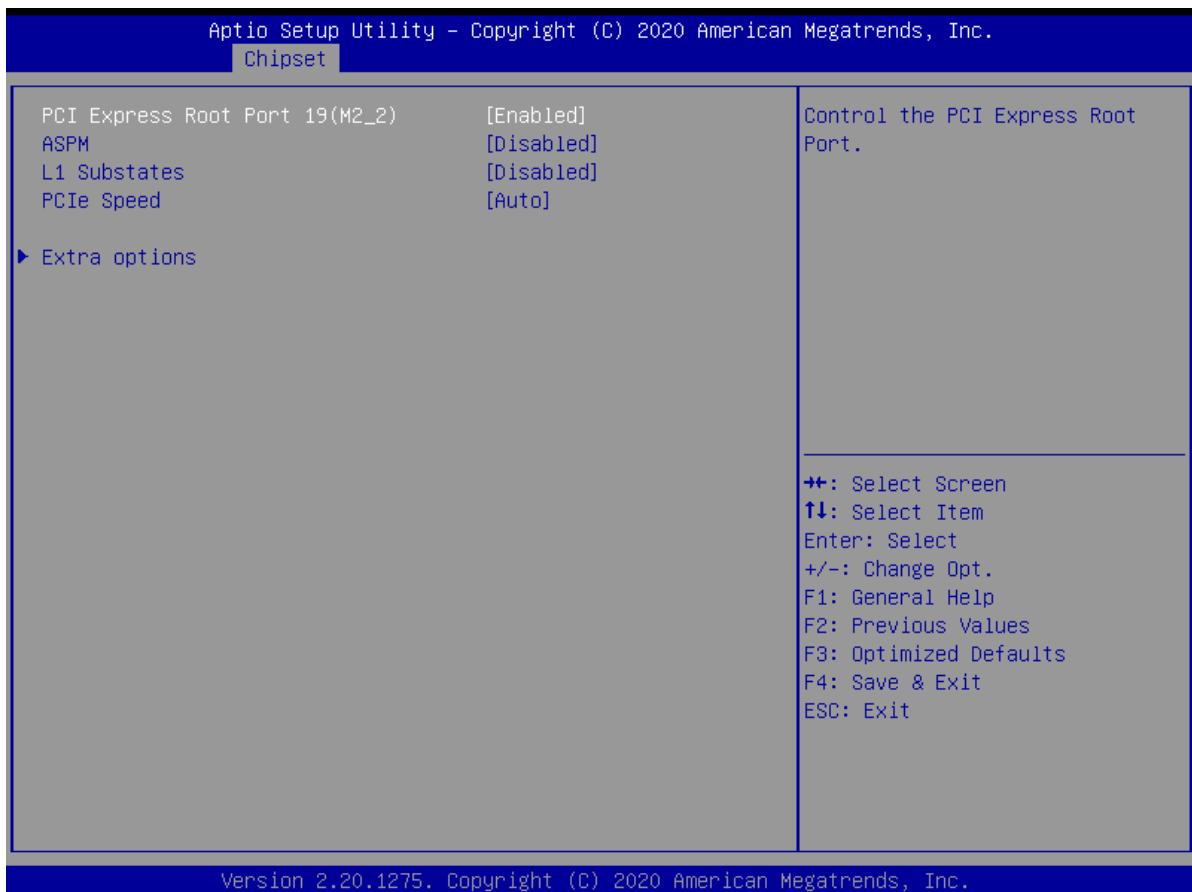 Aptio Setup Utility – Copyright (C) 2020 American Megatrends, Inc.
Chipset
PCI Express Root Port 19(M2_2) [Enabled]
ASPM [Disabled]
L1 Substates [Disabled]
PCIe Speed [Auto]
▶ Extra options
Control the PCI Express Root
Port.
→←: Select Screen
↑↓: Select Item
Enter: Select
+/-: Change Opt.
F1: General Help
F2: Previous Values
F3: Optimized Defaults
F4: Save & Exit
ESC: Exit
Version 2.20.1275. Copyright (C) 2020 American Megatrends, Inc.